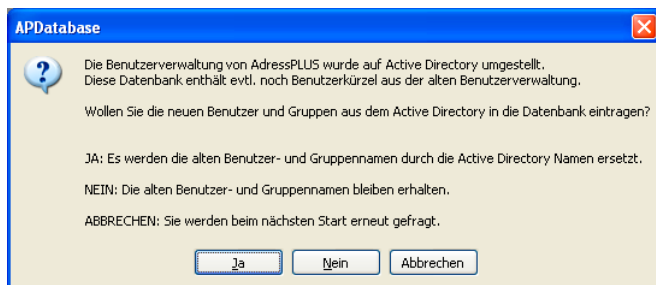 APDatabase
Die Benutzerverwaltung von AdressPLUS wurde auf Active Directory umgestellt.
Diese Datenbank enthält evtl. noch Benutzerkürzel aus der alten Benutzerverwaltung.
Wollen Sie die neuen Benutzer und Gruppen aus dem Active Directory in die Datenbank eintragen?
JA: Es werden die alten Benutzer- und Gruppennamen durch die Active Directory Namen ersetzt.
NEIN: Die alten Benutzer- und Gruppennamen bleiben erhalten.
ABBRECHEN: Sie werden beim nächsten Start erneut gefragt.
Ja Nein Abbrechen